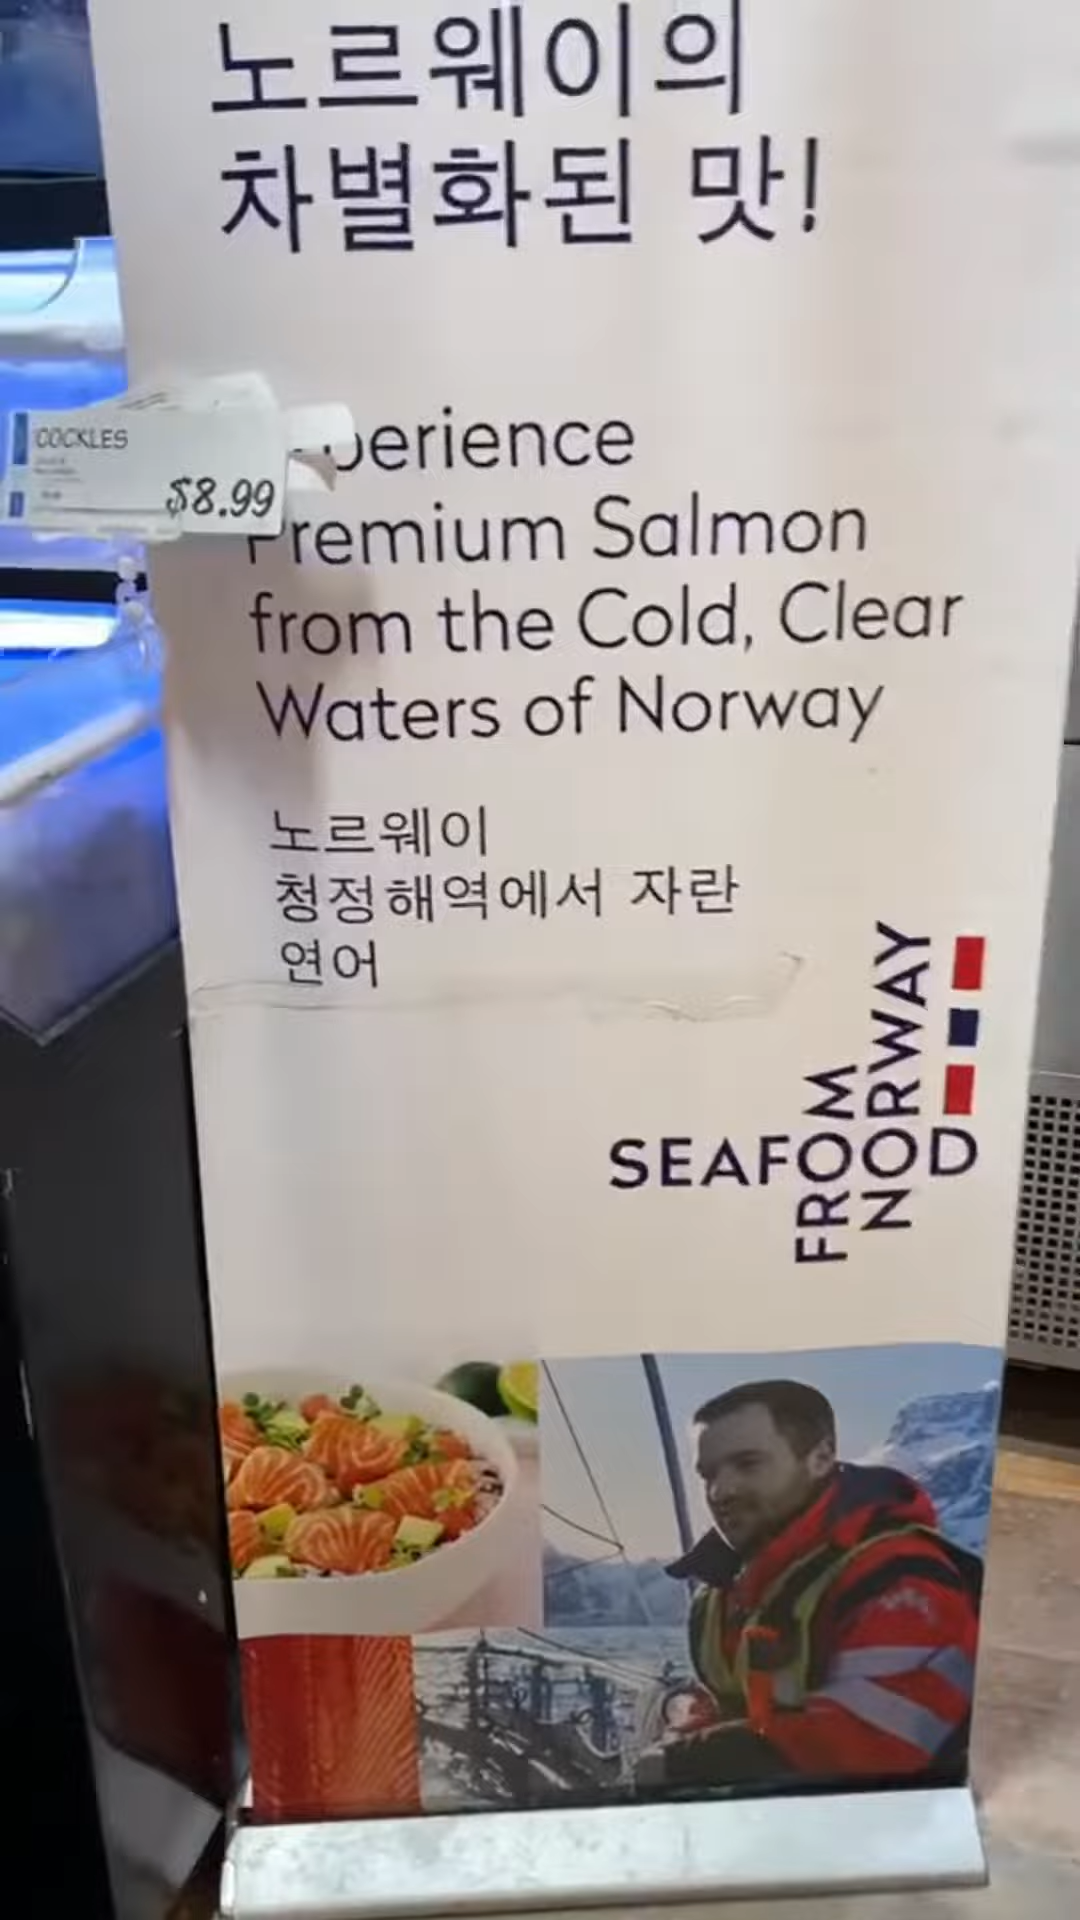 노르웨이의
차별화된 맛!
COCKLES
$8.99
perience
Premium Salmon
from the Cold, Clear
Waters of Norway
노르웨이
청정해역에서 자란
연어
SEAFOOD
FROM
NORWAY